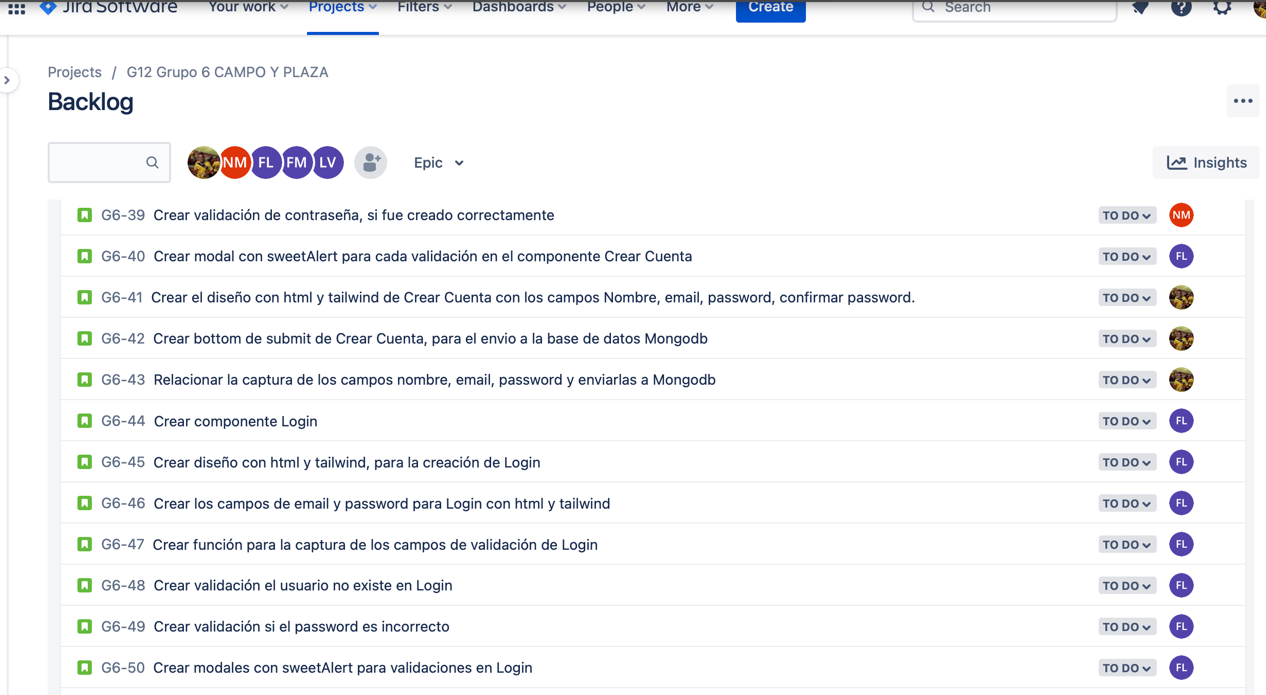 Jira Software Your work Projects Filters Dashboards People More Create Search
Projects / G12 Grupo 6 CAMPO Y PLAZA
Backlog
NM FL FM LV Epic Insights
G6-39 Crear validación de contraseña, si fue creado correctamente TO DO NM
G6-40 Crear modal con sweetAlert para cada validación en el componente Crear Cuenta TO DO FL
G6-41 Crear el diseño con html y tailwind de Crear Cuenta con los campos Nombre, email, password, confirmar password. TO DO
G6-42 Crear bottom de submit de Crear Cuenta, para el envio a la base de datos Mongodb TO DO
G6-43 Relacionar la captura de los campos nombre, email, password y enviarlas a Mongodb TO DO
G6-44 Crear componente Login TO DO FL
G6-45 Crear diseño con html y tailwind, para la creación de Login TO DO FL
G6-46 Crear los campos de email y password para Login con html y tailwind TO DO FL
G6-47 Crear función para la captura de los campos de validación de Login TO DO FL
G6-48 Crear validación el usuario no existe en Login TO DO FL
G6-49 Crear validación si el password es incorrecto TO DO FL
G6-50 Crear modales con sweetAlert para validaciones en Login TO DO FL